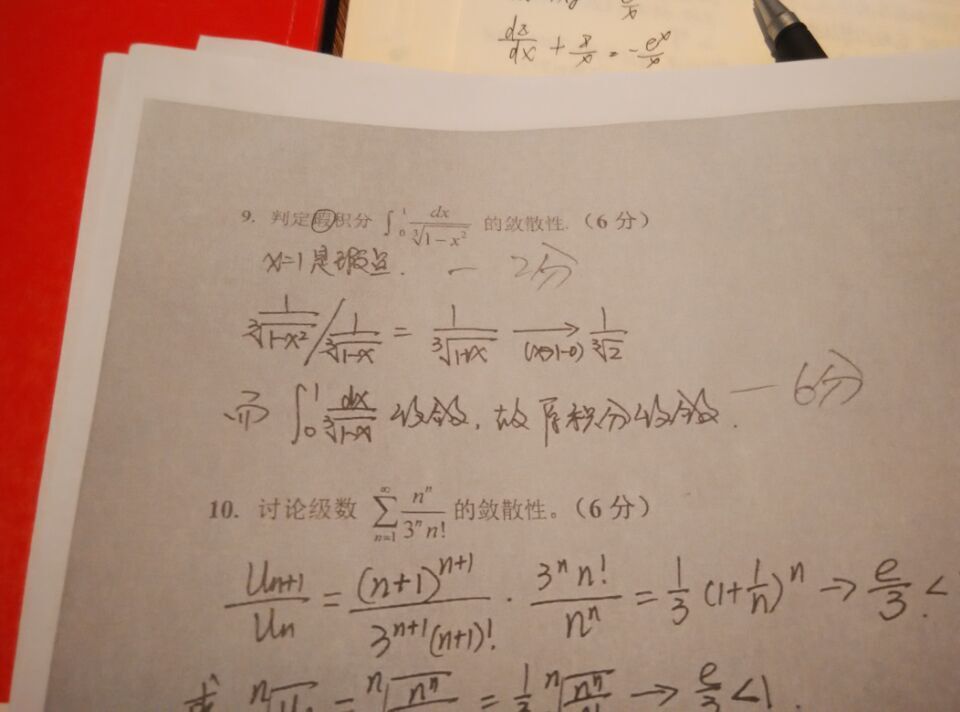 $\frac{dz}{dx} + \frac{z}{x} = -\frac{e^x}{x}$
9. 判定瑕积分 $\int_0^1 \frac{dx}{\sqrt[3]{1-x^2}}$ 的敛散性.（6分）
x=1是瑕点. — 2分
$\frac{1}{\sqrt[3]{1-x^2}} / \frac{1}{\sqrt[3]{1-x}} = \frac{1}{\sqrt[3]{1+x}} \xrightarrow{(x→1-0)} \frac{1}{\sqrt[3]{2}}$
而 $\int_0^1 \frac{dx}{\sqrt[3]{1-x}}$ 收敛, 故原积分收敛. — 6分
10. 讨论级数 $\sum_{n=1}^{\infty} \frac{n^n}{3^n n!}$ 的敛散性。（6分）
$\frac{U_{n+1}}{U_n} = \frac{(n+1)^{n+1}}{3^{n+1}(n+1)!} \cdot \frac{3^n n!}{n^n} = \frac{1}{3}(1+\frac{1}{n})^n → \frac{e}{3} <$
或 $\sqrt[n]{U_n} = \sqrt[n]{\frac{n^n}{}} = \frac{1}{3}\sqrt[n]{\frac{n^n}{n!}} → \frac{e}{3} < 1.$